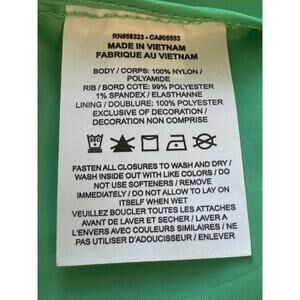 RN#56323 - CA#05553
MADE IN VIETNAM
FABRIQUE AU VIETNAM
BODY / CORPS: 100% NYLON /
POLYAMIDE
RIB / BORD COTE: 99% POLYESTER
1% SPANDEX / ELASTHANNE
LINING / DOUBLURE: 100% POLYESTER
EXCLUSIVE OF DECORATION /
DECORATION NON COMPRISE
FASTEN ALL CLOSURES TO WASH AND DRY /
WASH INSIDE OUT WITH LIKE COLORS / DO
NOT USE SOFTENERS / REMOVE
IMMEDIATELY / DO NOT ALLOW TO LAY ON
ITSELF WHEN WET
VEUILLEZ BOUCLER TOUTES LES ATTACHES
AVANT DE LAVER ET SECHER / LAVER A
L'ENVERS AVEC COULEURS SIMILAIRES / NE
PAS UTILISER D'ADOUCISSEUR / ENLEVER